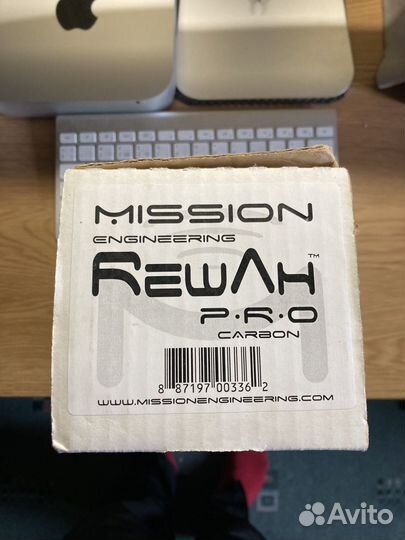 MISSION
ENGINEERING
REWAH™
P·R·O
CARBON
8 87197 00336 2
WWW.MISSIONENGINEERING.COM
Avito